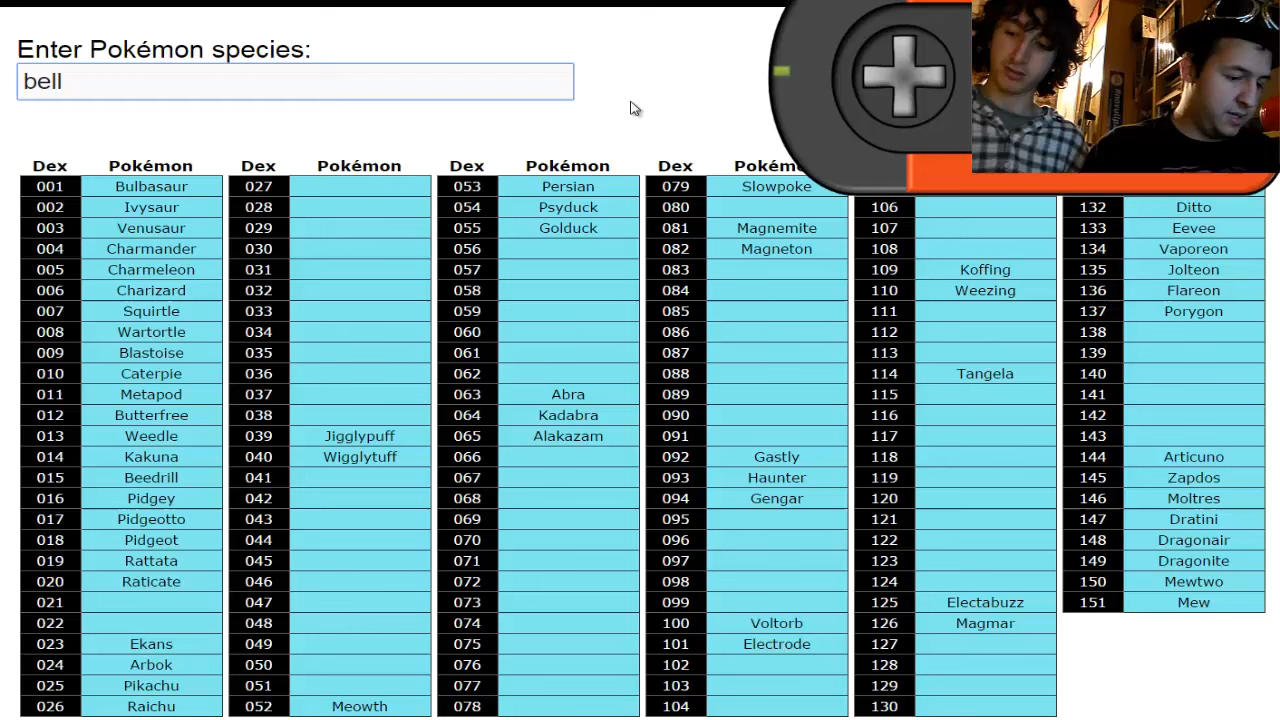 Enter Pokémon species:
bell
Dex Pokémon Dex Pokémon Dex Pokémon Dex
001 Bulbasaur 027 053 Persian 079 Slowpoke
002 Ivysaur 028 054 Psyduck 080 106 132 Ditto
003 Venusaur 029 055 Golduck 081 Magnemite 107 133 Eevee
004 Charmander 030 056 082 Magneton 108 134 Vaporeon
005 Charmeleon 031 057 083 109 Koffing 135 Jolteon
006 Charizard 032 058 084 110 Weezing 136 Flareon
007 Squirtle 033 059 085 111 137 Porygon
008 Wartortle 034 060 086 112 138
009 Blastoise 035 061 087 113 139
010 Caterpie 036 062 088 114 Tangela 140
011 Metapod 037 063 Abra 089 115 141
012 Butterfree 038 064 Kadabra 090 116 142
013 Weedle 039 Jigglypuff 065 Alakazam 091 117 143
014 Kakuna 040 Wigglytuff 066 092 Gastly 118 144 Articuno
015 Beedrill 041 067 093 Haunter 119 145 Zapdos
016 Pidgey 042 068 094 Gengar 120 146 Moltres
017 Pidgeotto 043 069 095 121 147 Dratini
018 Pidgeot 044 070 096 122 148 Dragonair
019 Rattata 045 071 097 123 149 Dragonite
020 Raticate 046 072 098 124 150 Mewtwo
021 047 073 099 125 Electabuzz 151 Mew
022 048 074 100 Voltorb 126 Magmar
023 Ekans 049 075 101 Electrode 127
024 Arbok 050 076 102 128
025 Pikachu 051 077 103 129
026 Raichu 052 Meowth 078 104 130